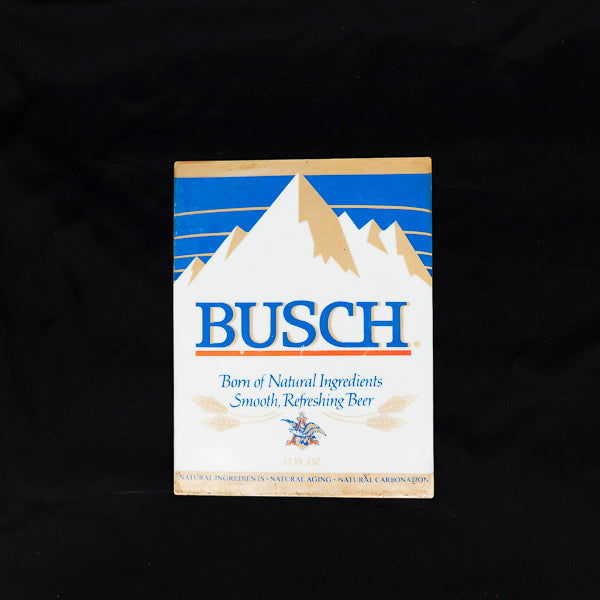 BUSCH®
Born of Natural Ingredients
Smooth, Refreshing Beer
12 FL. OZ.
NATURAL INGREDIENTS • NATURAL AGING • NATURAL CARBONATION